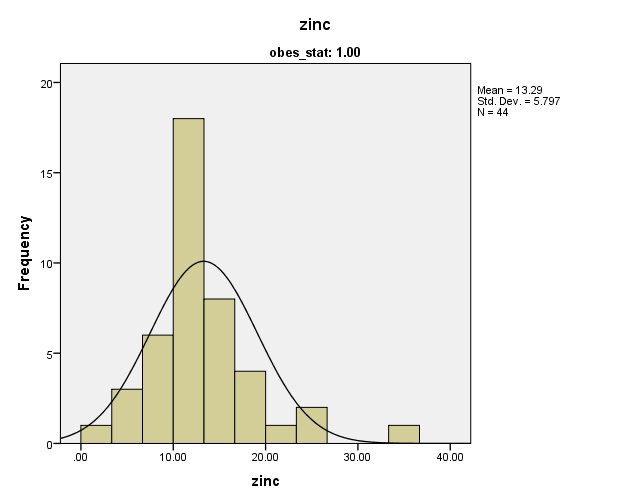 zinc
obes_stat: 1.00
Mean = 13.29
Std. Dev. = 5.797
N = 44
Frequency
20
15
10
5
0
.00 10.00 20.00 30.00 40.00
zinc